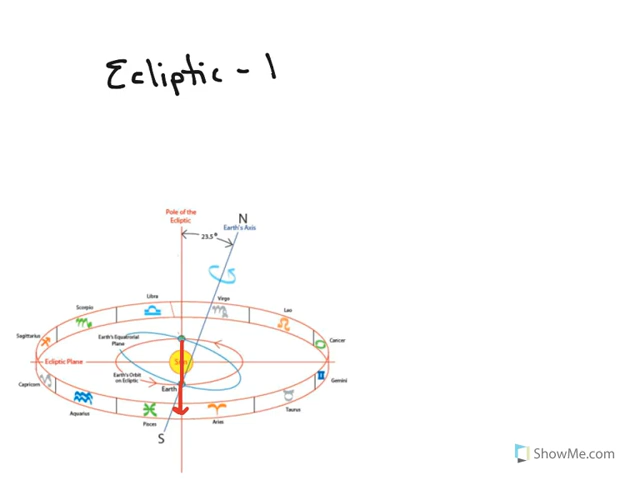 Ecliptic - 1
Pole of the
Ecliptic
N
Earth's Axis
23.5°
Libra
Virgo
Scorpio
Leo
Sagittarius
Earth's Equatorial
Plane
Cancer
Ecliptic Plane
Sun
Capricorn
Earth's Orbit
on Ecliptic
Earth
Gemini
Aquarius
Pisces
Aries
Taurus
S
ShowMe.com